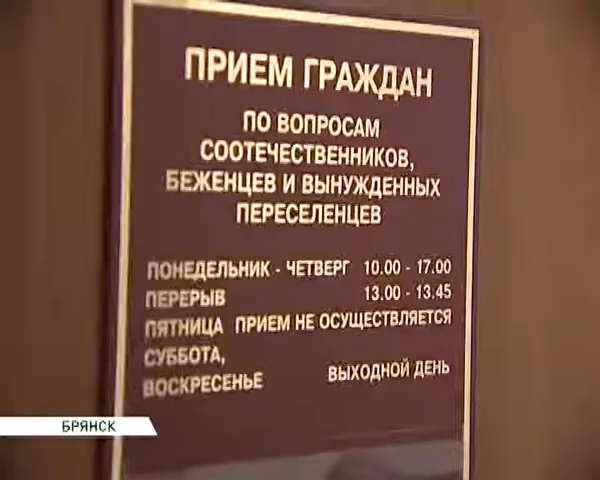 ПРИЕМ ГРАЖДАН
ПО ВОПРОСАМ
СООТЕЧЕСТВЕННИКОВ,
БЕЖЕНЦЕВ И ВЫНУЖДЕННЫХ
ПЕРЕСЕЛЕНЦЕВ
ПОНЕДЕЛЬНИК - ЧЕТВЕРГ 10.00 - 17.00
ПЕРЕРЫВ 13.00 - 13.45
ПЯТНИЦА ПРИЕМ НЕ ОСУЩЕСТВЛЯЕТСЯ
СУББОТА,
ВОСКРЕСЕНЬЕ ВЫХОДНОЙ ДЕНЬ
БРЯНСК